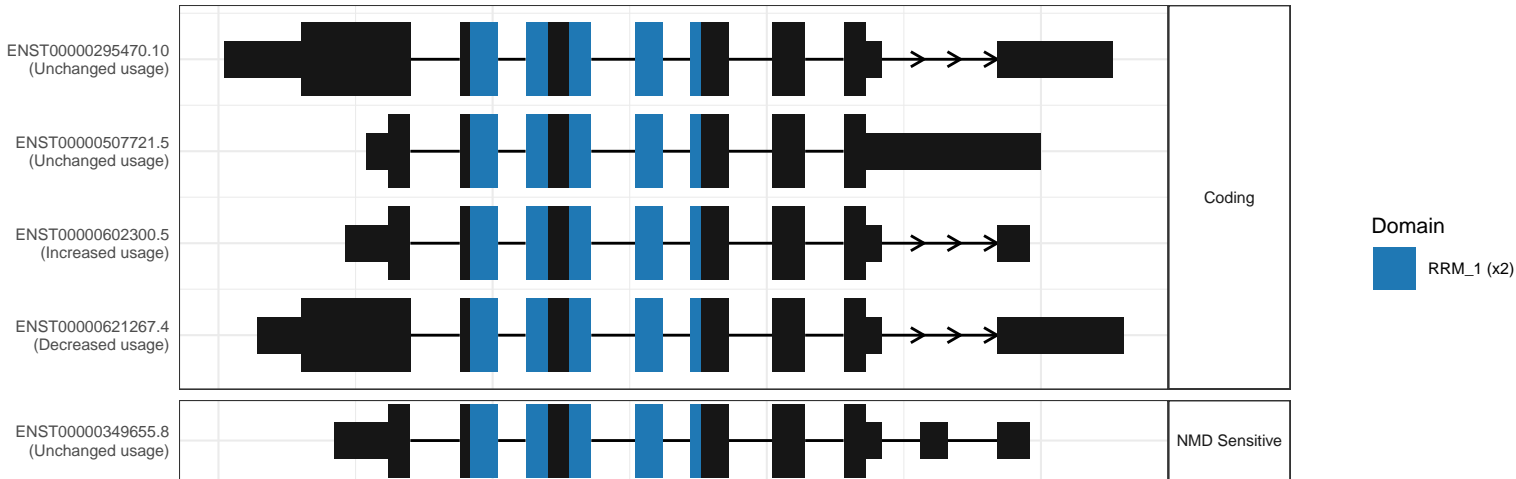 ENST00000295470.10
(Unchanged usage)
ENST00000507721.5
(Unchanged usage)
ENST00000602300.5
(Increased usage)
ENST00000621267.4
(Decreased usage)
Coding
ENST00000349655.8
(Unchanged usage)
NMD Sensitive
Domain
RRM_1 (x2)